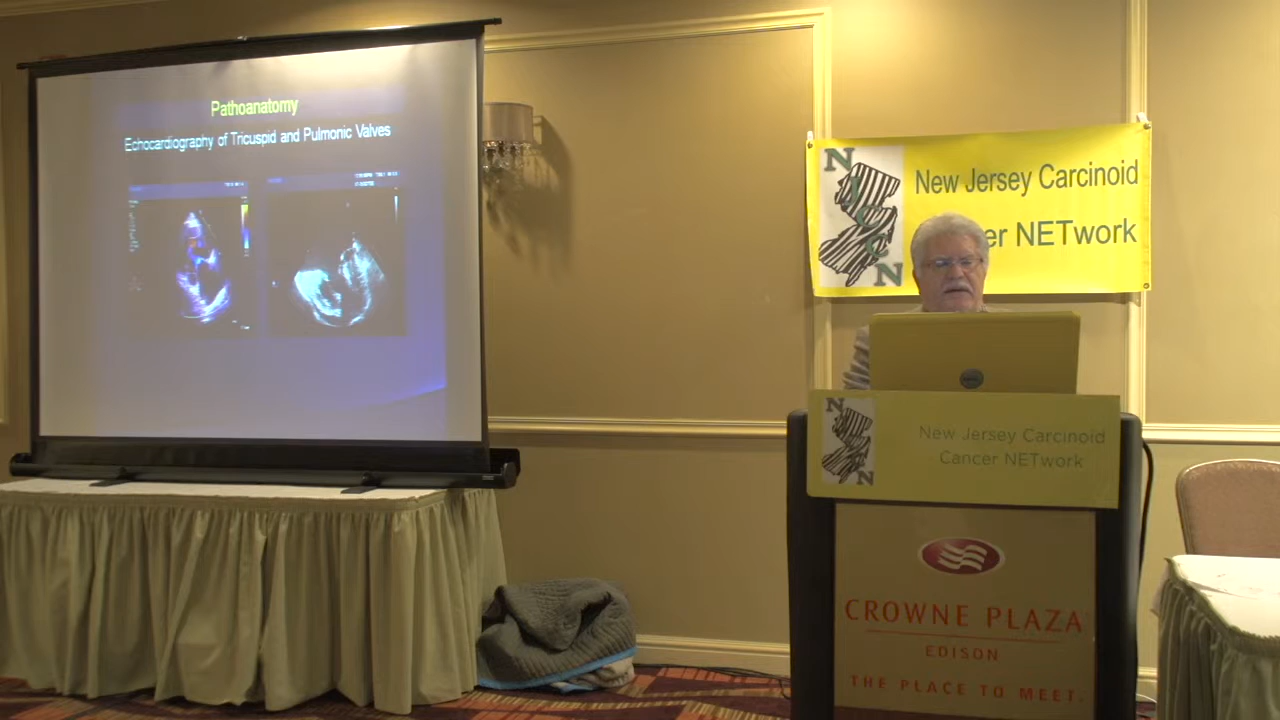 Pathoanatomy
Echocardiography of Tricuspid and Pulmonic Valves
N
J
C
C
N
New Jersey Carcinoid
er NETwork
N
N
New Jersey Carcinoid
Cancer NETwork
CROWNE PLAZA
EDISON
THE PLACE TO MEET.